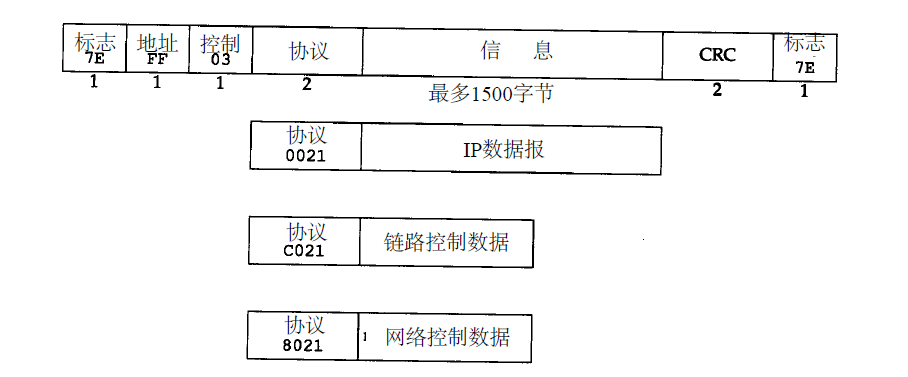 标志 地址 控制 协议 信 息 CRC 标志
7E FF 03 7E
1 1 1 2 最多1500字节 2 1
协议 IP数据报
0021
协议 链路控制数据
C021
协议 网络控制数据
8021